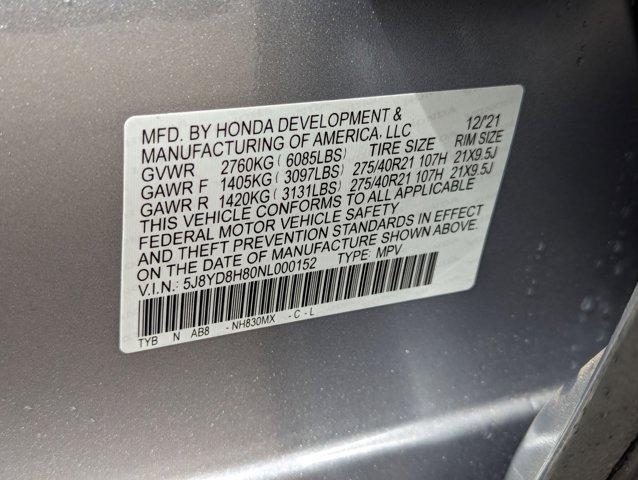 MFD. BY HONDA DEVELOPMENT & 12/'21
MANUFACTURING OF AMERICA, LLC
GVWR 2760KG ( 6085LBS) TIRE SIZE RIM SIZE
GAWR F 1405KG ( 3097LBS) 275/40R21 107H 21X9.5J
GAWR R 1420KG ( 3131LBS) 275/40R21 107H 21X9.5J
THIS VEHICLE CONFORMS TO ALL APPLICABLE
FEDERAL MOTOR VEHICLE SAFETY
AND THEFT PREVENTION STANDARDS IN EFFECT
ON THE DATE OF MANUFACTURE SHOWN ABOVE.
V.I.N.: 5J8YD8H80NL000152 TYPE: MPV
TYB N AB8 - NH830MX - C - L